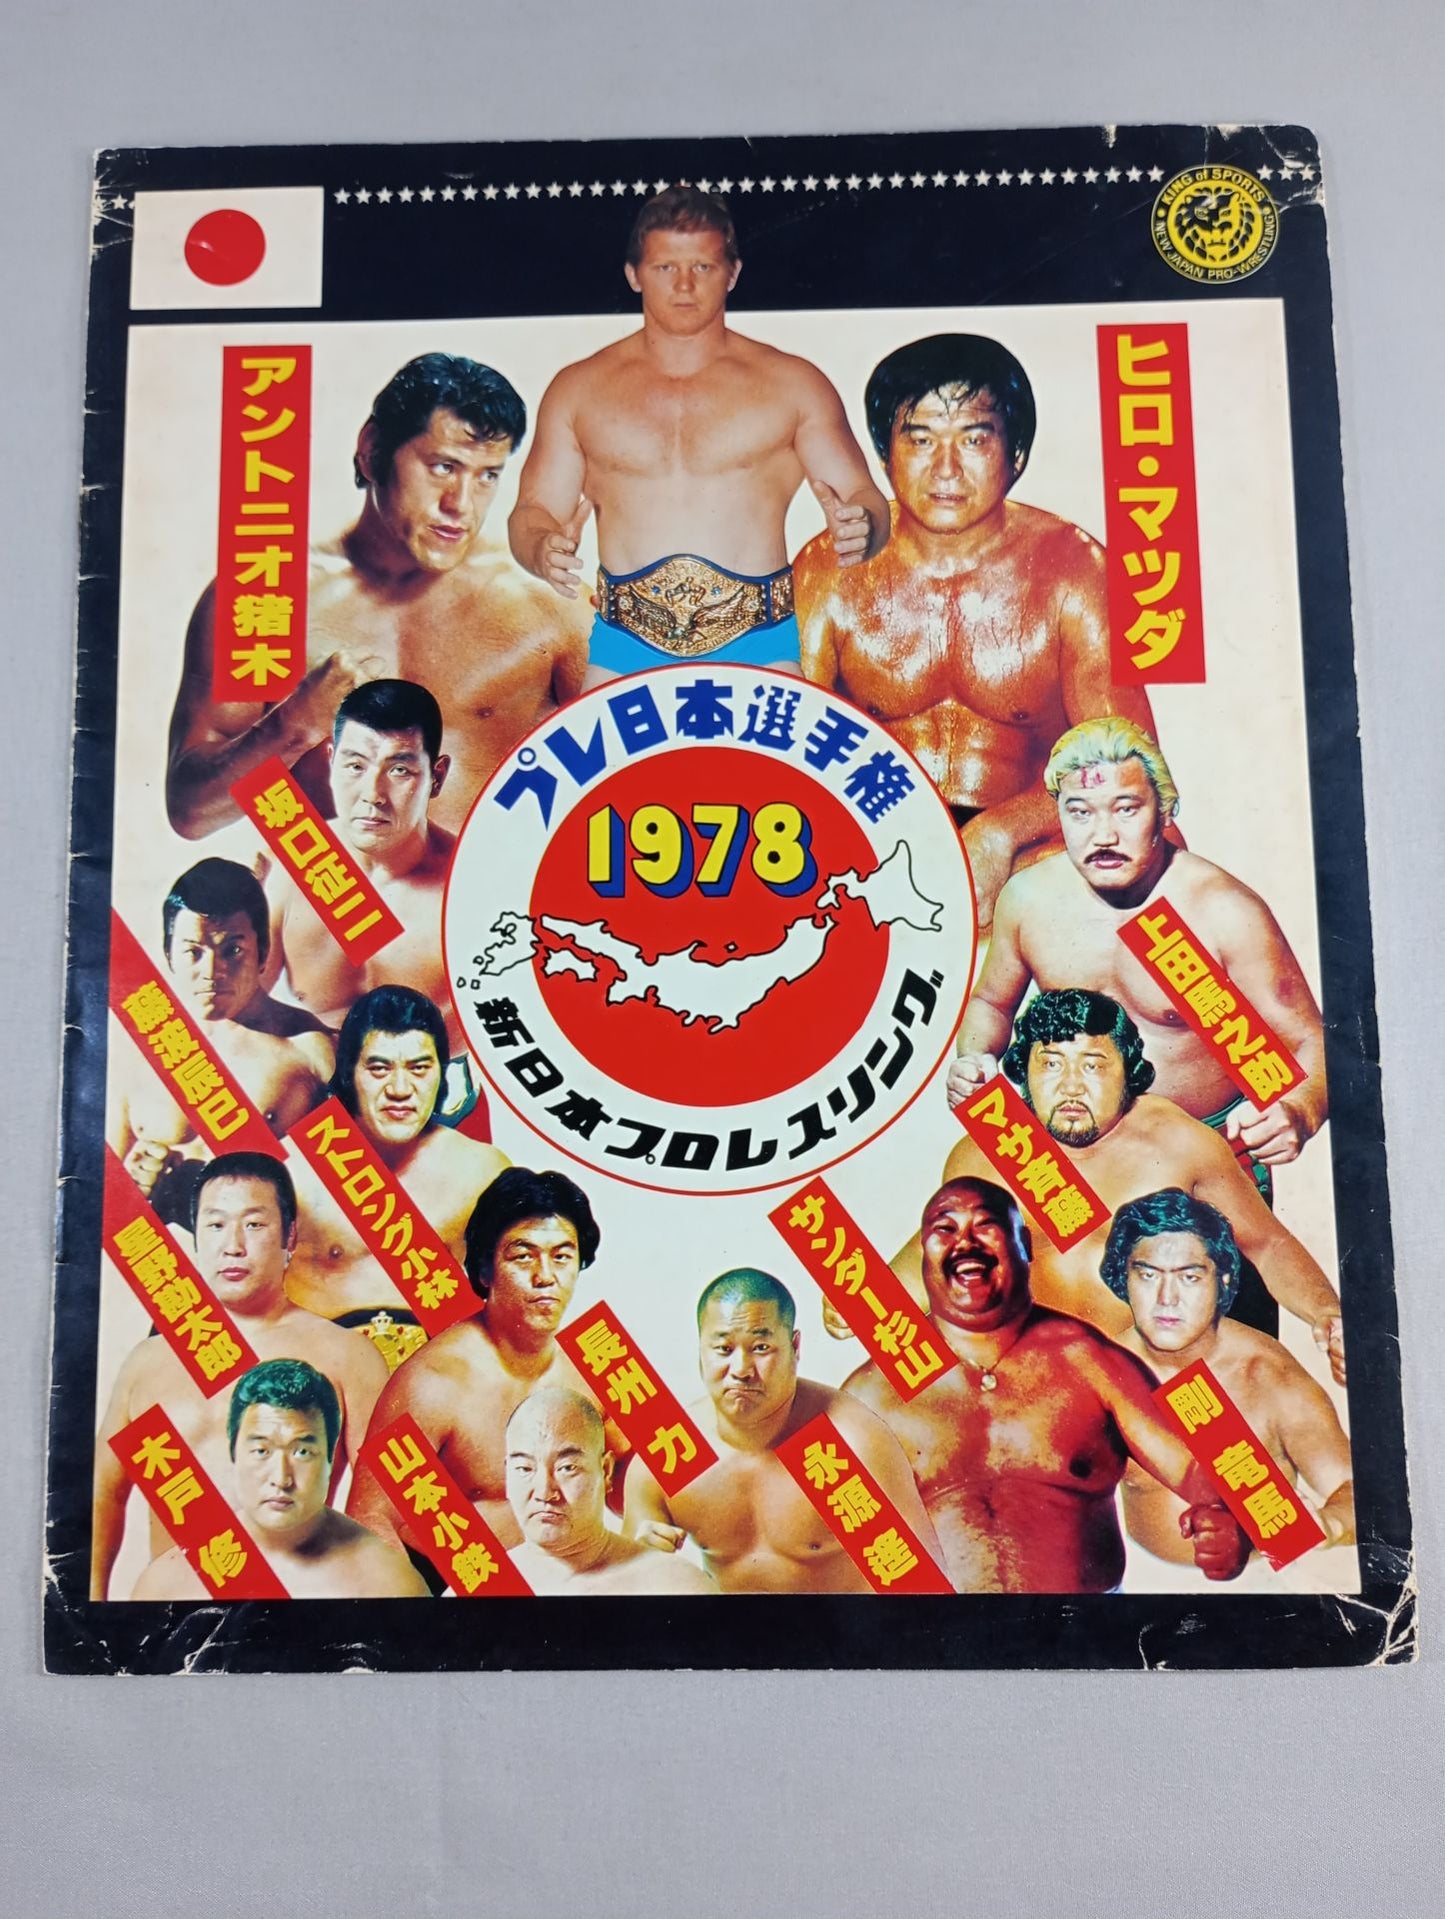 KING of SPORTS
NEW JAPAN PRO-WRESTLING
アントニオ猪木
ヒロ・マツダ
プレ日本選手権
1978
新日本プロレスリング
坂口征二
上田馬之助
藤波辰巳
ストロング小林
マサ斉藤
星野勘太郎
長州 力
サンダー杉山
剛 竜馬
木戸 修
山本小鉄
永源 遥